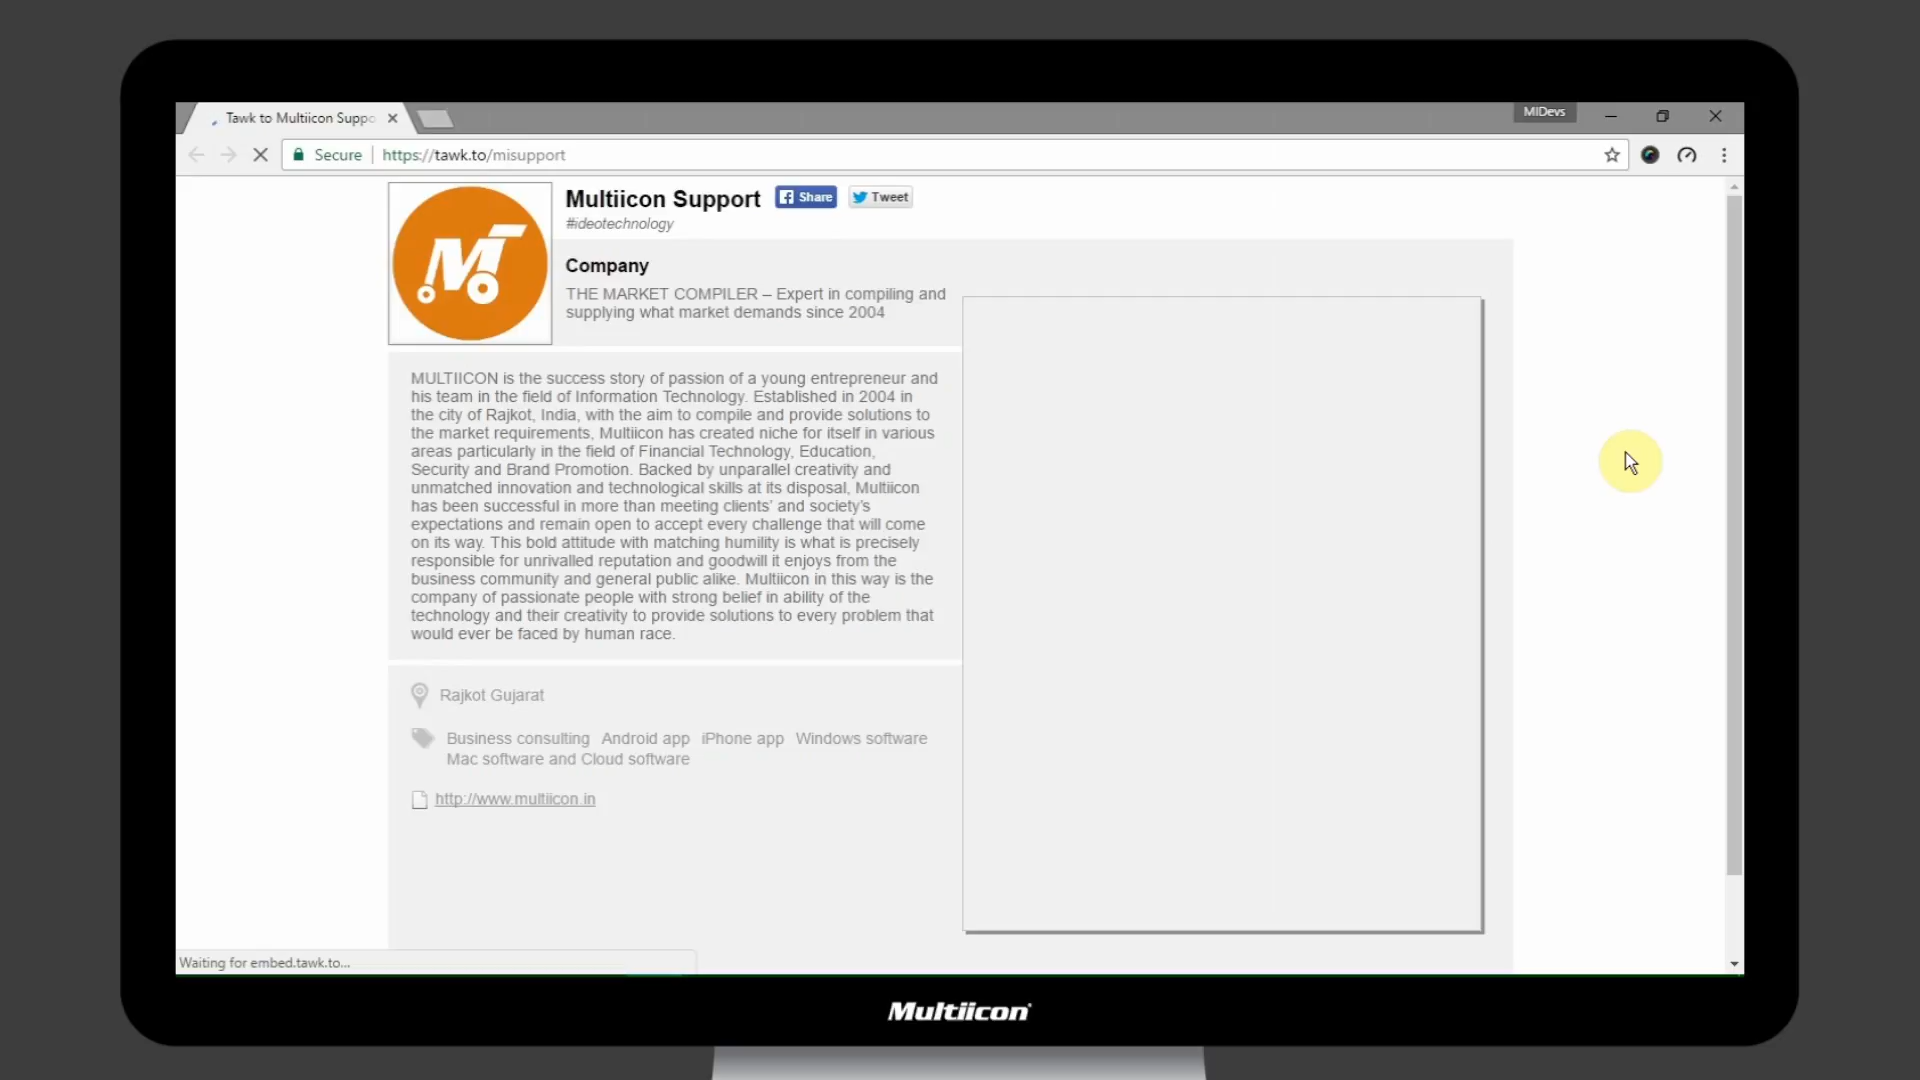 Tawk to Multiicon Suppo
MIDevs
Secure
https://tawk.to/misupport
Multiicon Support
Share
Tweet
#ideotechnology
Company
THE MARKET COMPILER – Expert in compiling and
supplying what market demands since 2004
MULTIICON is the success story of passion of a young entrepreneur and
his team in the field of Information Technology. Established in 2004 in
the city of Rajkot, India, with the aim to compile and provide solutions to
the market requirements, Multiicon has created niche for itself in various
areas particularly in the field of Financial Technology, Education,
Security and Brand Promotion. Backed by unparallel creativity and
unmatched innovation and technological skills at its disposal, Multiicon
has been successful in more than meeting clients' and society's
expectations and remain open to accept every challenge that will come
on its way. This bold attitude with matching humility is what is precisely
responsible for unrivalled reputation and goodwill it enjoys from the
business community and general public alike. Multiicon in this way is the
company of passionate people with strong belief in ability of the
technology and their creativity to provide solutions to every problem that
would ever be faced by human race.
Rajkot Gujarat
Business consulting Android app iPhone app Windows software
Mac software and Cloud software
http://www.multiicon.in
Waiting for embed.tawk.to...
Multiicon